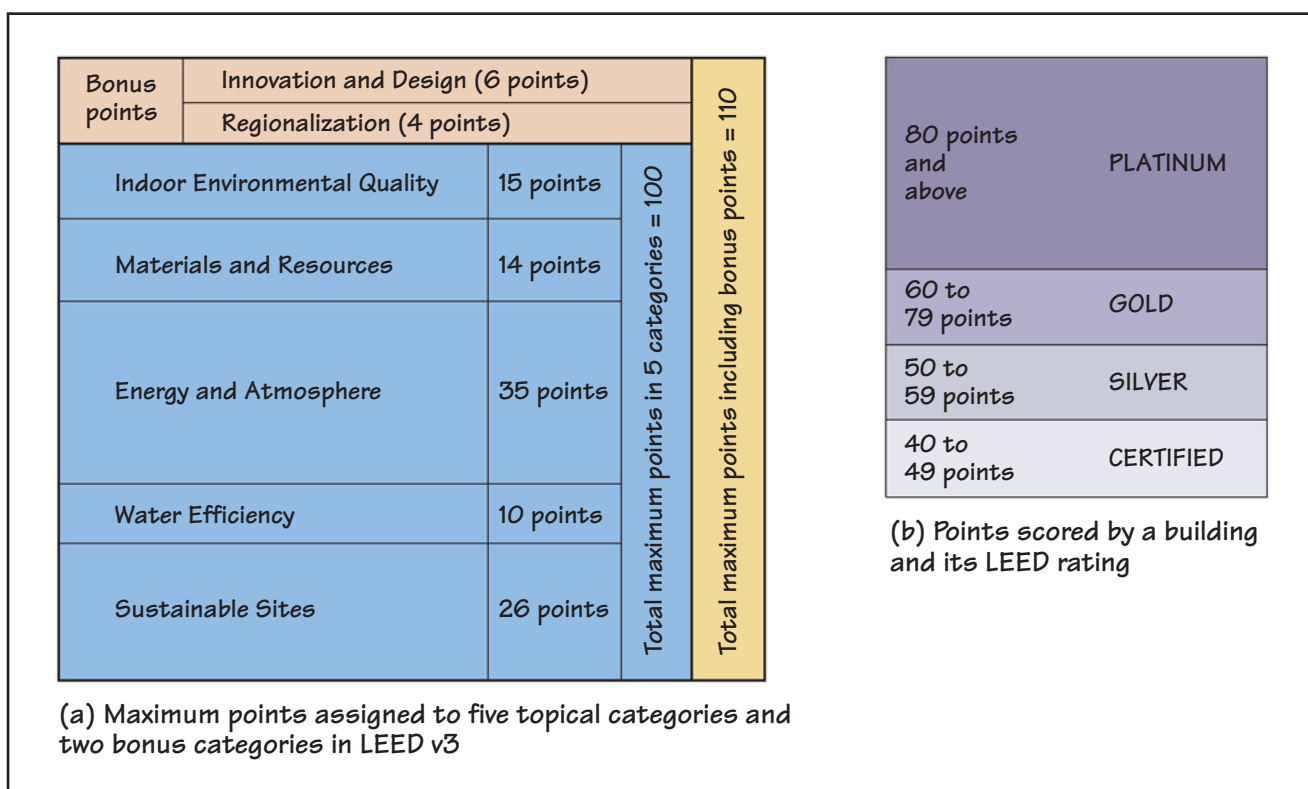 Bonus
points
Innovation and Design (6 points)
Regionalization (4 points)
Indoor Environmental Quality
15 points
Materials and Resources
14 points
Energy and Atmosphere
35 points
Water Efficiency
10 points
Sustainable Sites
26 points
Total maximum points in 5 categories = 100
Total maximum points including bonus points = 110
(a) Maximum points assigned to five topical categories and
two bonus categories in LEED v3
80 points
and
above
PLATINUM
60 to
79 points
GOLD
50 to
59 points
SILVER
40 to
49 points
CERTIFIED
(b) Points scored by a building
and its LEED rating